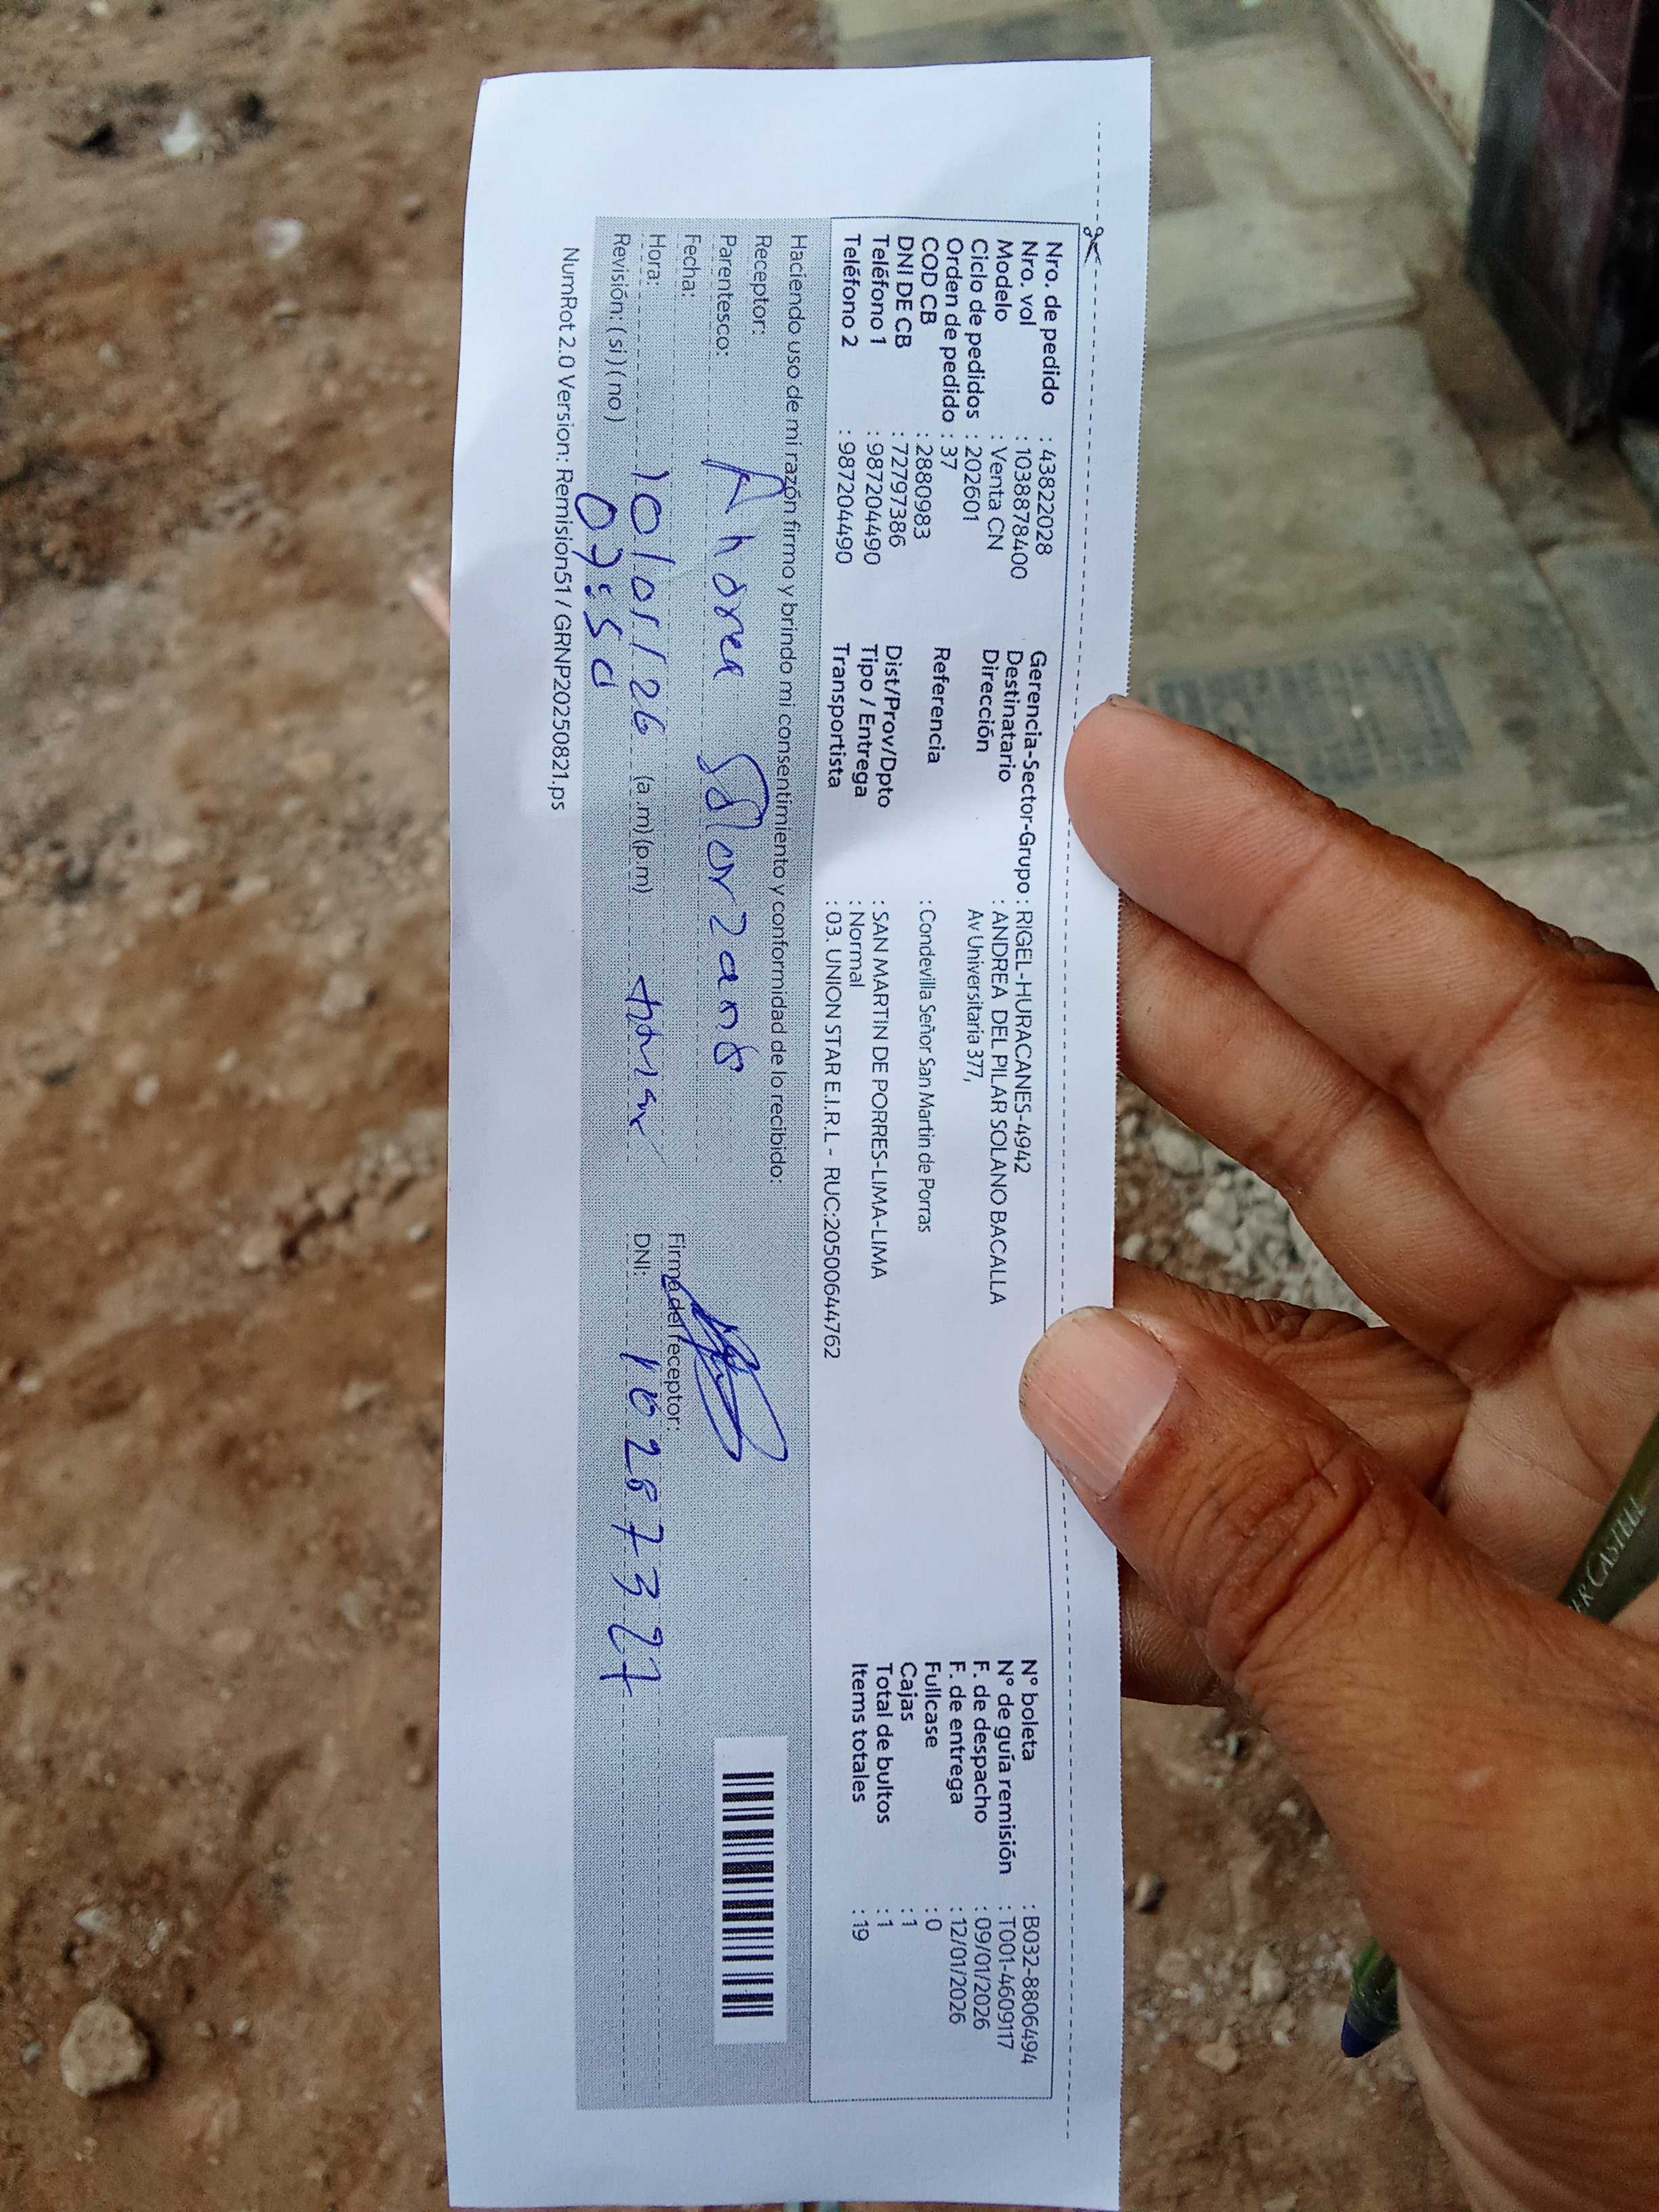 Nro. de pedido : 43822028
Nro. vol : 1038878400
Modelo : Venta CN
Ciclo de pedidos : 202601
Orden de pedido : 37
COD CB : 2880983
DNI DE CB : 72797386
Teléfono 1 : 987204490
Teléfono 2 : 987204490
Gerencia-Sector-Grupo : RIGEL-HURACANES-4942
Destinatario : ANDREA DEL PILAR SOLANO BACALLA
Dirección Av Universitaria 377,
Referencia : Condevilla Señor San Martin de Porras
Dist/Prov/Dpto : SAN MARTIN DE PORRES-LIMA-LIMA
Tipo / Entrega : Normal
Transportista : 03. UNION STAR E.I.R.L - RUC:20500644762
N° boleta : B032-8806494
N° de guía remisión : T001-4609117
F. de despacho : 09/01/2026
F. de entrega : 12/01/2026
Fullcase : 0
Cajas : 1
Total de bultos : 1
Items totales : 19
Haciendo uso de mi razón firmo y brindo mi consentimiento y conformidad de lo recibido:
Receptor:
Parentesco:
Fecha:
Hora: 10/01/26 (a.m)(p.m)
Revisión: ( si ) ( no )
Firma del receptor:
DNI: 10287327
NumRot 2.0 Version: Remision51 / GRNP20250821.ps
ER CASTELL